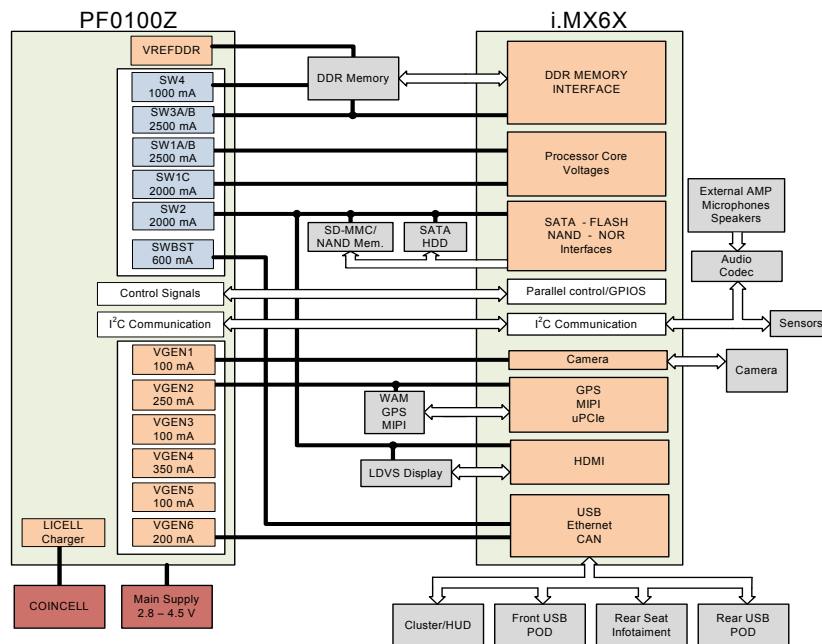 PF0100Z
i.MX6X
VREFDDR
SW4
1000 mA
SW3A/B
2500 mA
SW1A/B
2500 mA
SW1C
2000 mA
SW2
2000 mA
SWBST
600 mA
Control Signals
I²C Communication
VGEN1
100 mA
VGEN2
250 mA
VGEN3
100 mA
VGEN4
350 mA
VGEN5
100 mA
VGEN6
200 mA
LICELL
Charger
COINCELL
Main Supply
2.8 – 4.5 V
DDR Memory
SD-MMC/
NAND Mem.
SATA
HDD
WAM
GPS
MIPI
LDVS Display
DDR MEMORY
INTERFACE
Processor Core
Voltages
SATA - FLASH
NAND - NOR
Interfaces
Parallel control/GPIOS
I²C Communication
Camera
GPS
MIPI
uPCIe
HDMI
USB
Ethernet
CAN
External AMP
Microphones
Speakers
Audio
Codec
Sensors
Camera
Cluster/HUD
Front USB
POD
Rear Seat
Infotaiment
Rear USB
POD